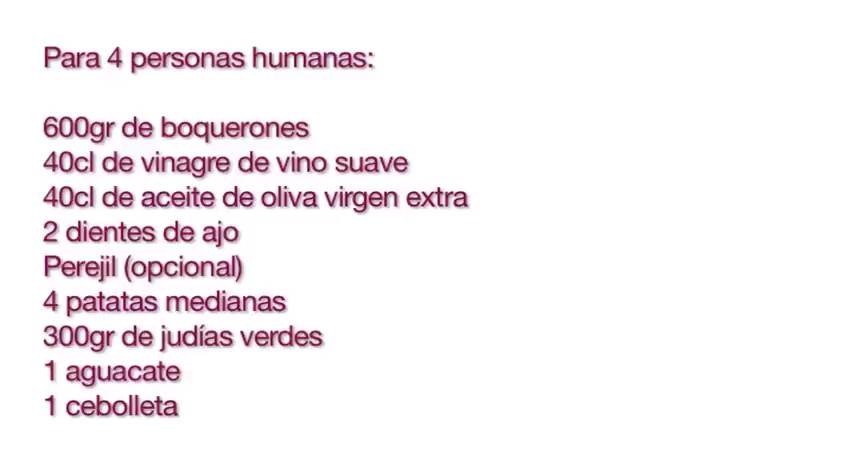 Para 4 personas humanas:
600gr de boquerones
40cl de vinagre de vino suave
40cl de aceite de oliva virgen extra
2 dientes de ajo
Perejil (opcional)
4 patatas medianas
300gr de judías verdes
1 aguacate
1 cebolleta